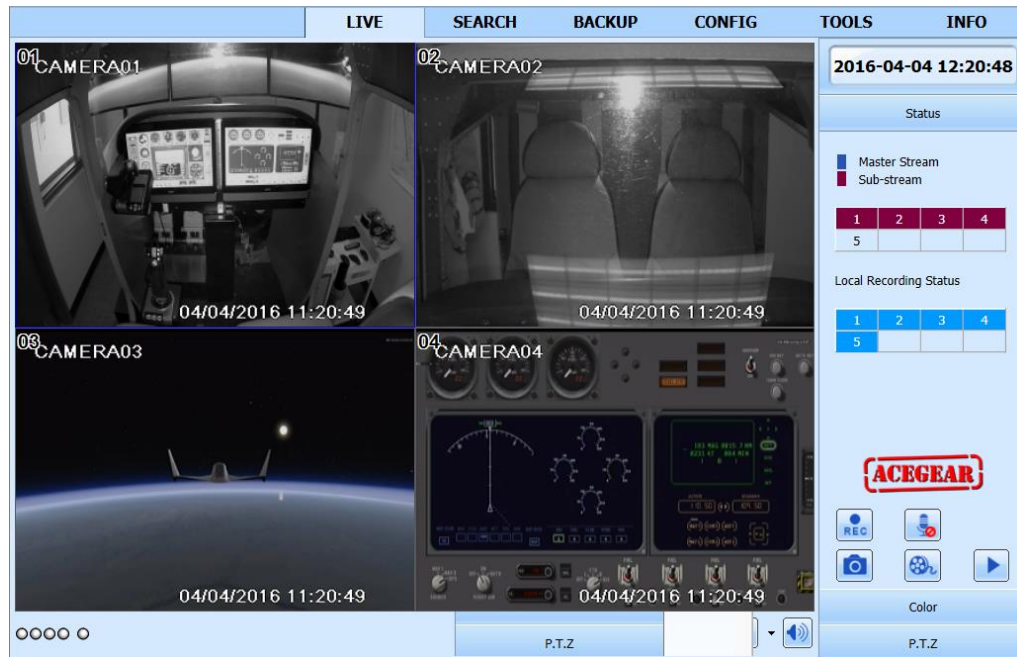 LIVE SEARCH BACKUP CONFIG TOOLS INFO
01 CAMERA01
04/04/2016 11:20:49
02 CAMERA02
04/04/2016 11:20:49
03 CAMERA03
04/04/2016 11:20:49
04 CAMERA04
04/04/2016 11:20:49
2016-04-04 12:20:48
Status
Master Stream
Sub-stream
1 2 3 4
5
Local Recording Status
1 2 3 4
5
ACEGEAR
REC
Color
P.T.Z
P.T.Z